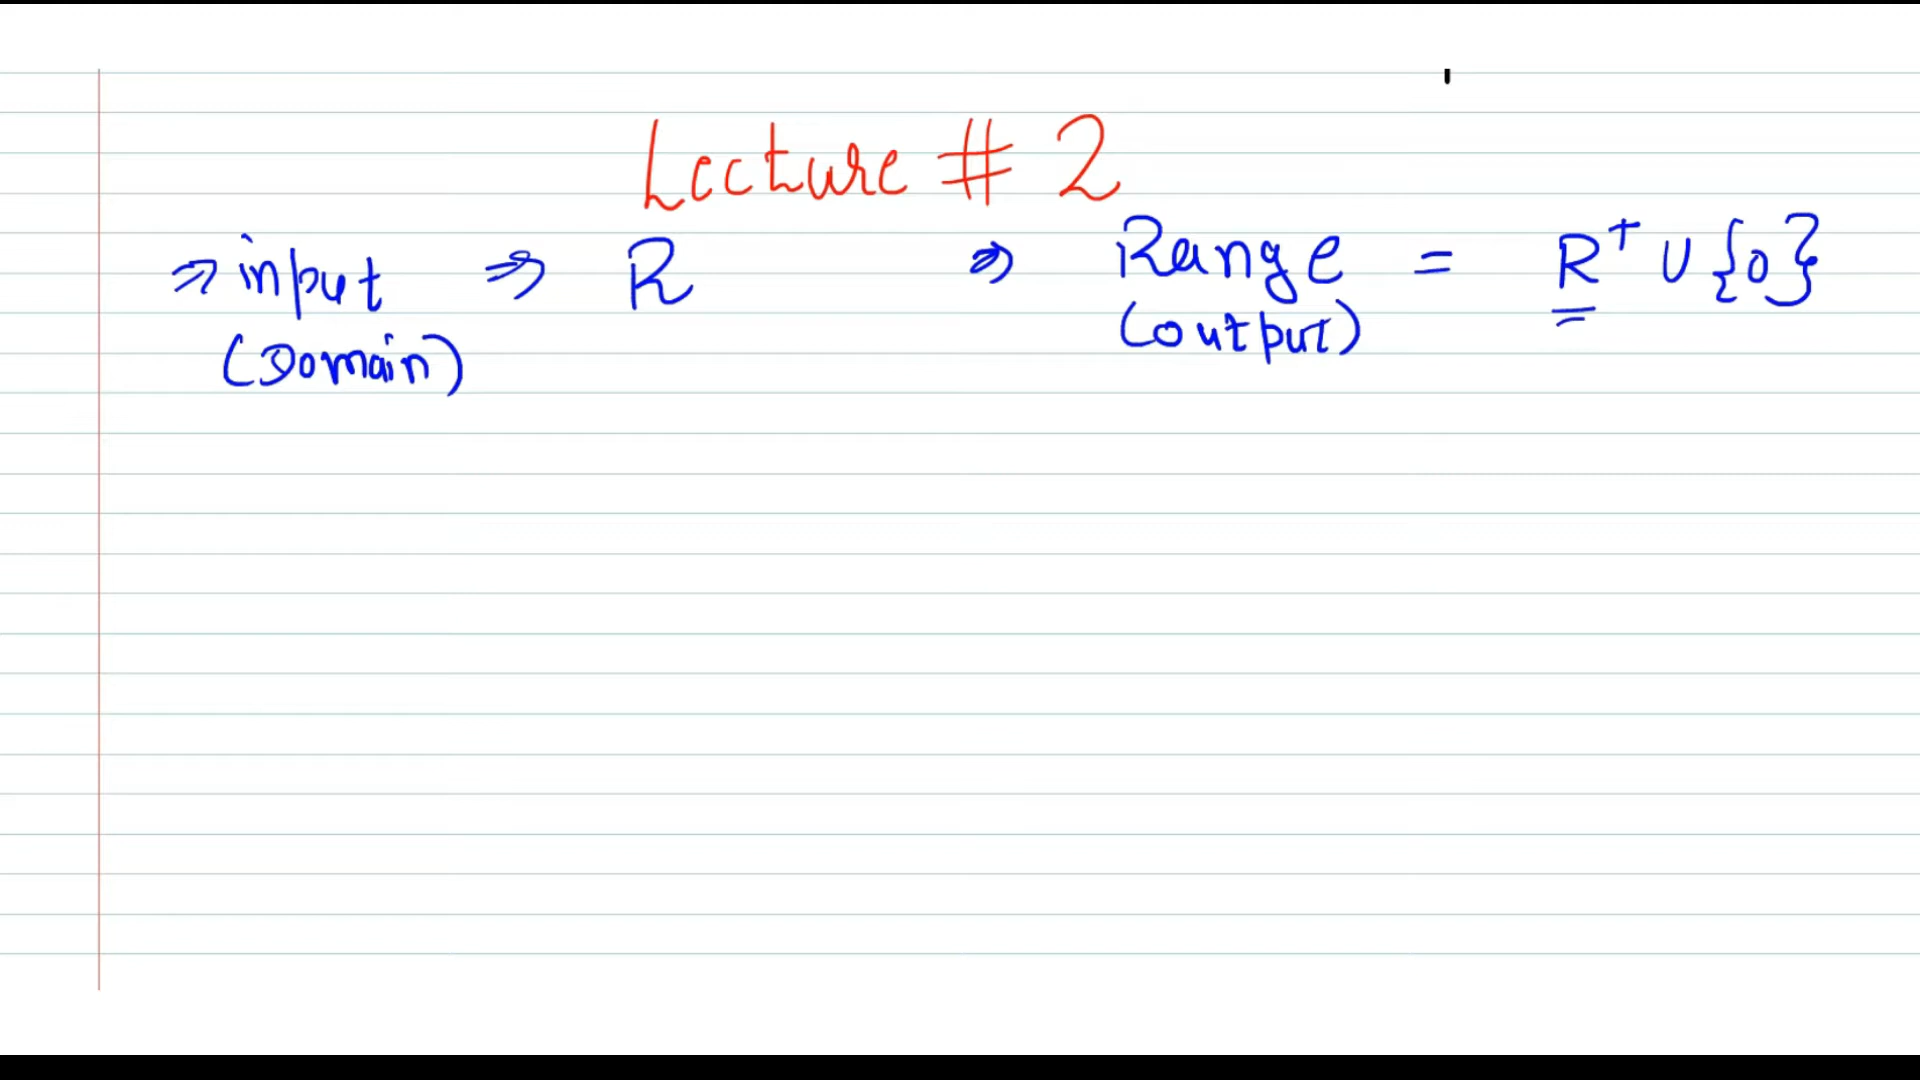 Lecture # 2
⇒ input ⇒ R ⇒ Range = R⁺ ∪ {0}
(Domain) (output)